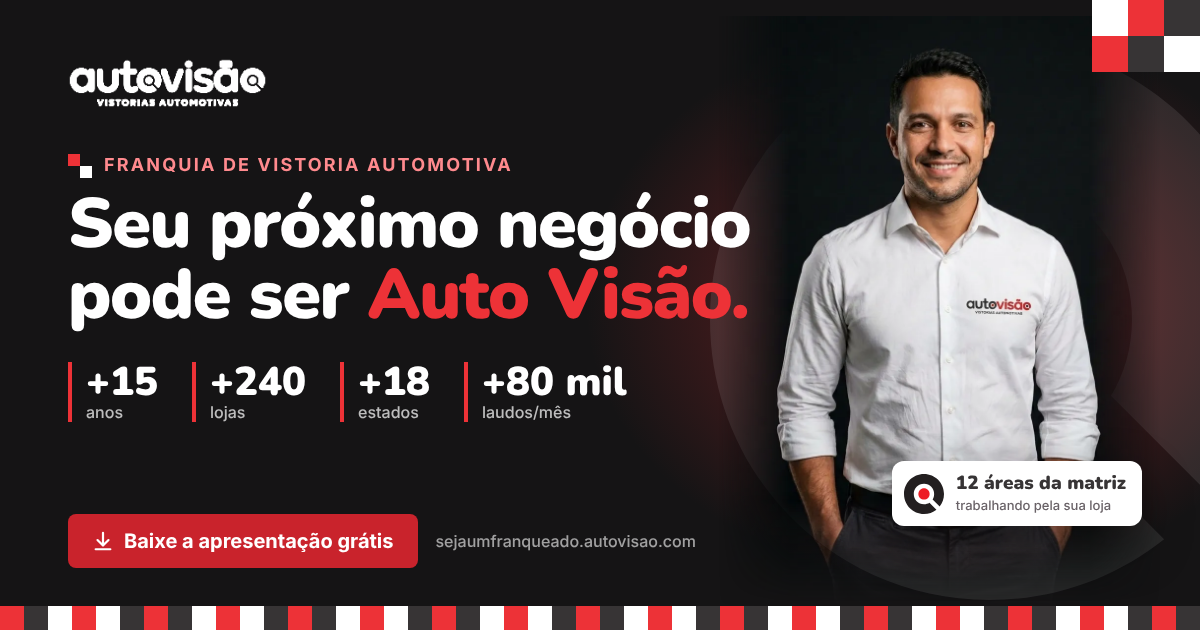 autovisão
VISTORIAS AUTOMOTIVAS
FRANQUIA DE VISTORIA AUTOMOTIVA
Seu próximo negócio
pode ser Auto Visão.
+15
anos
+240
lojas
+18
estados
+80 mil
laudos/mês
autovisão
VISTORIAS AUTOMOTIVAS
12 áreas da matriz
trabalhando pela sua loja
Baixe a apresentação grátis
sejaumfranqueado.autovisao.com